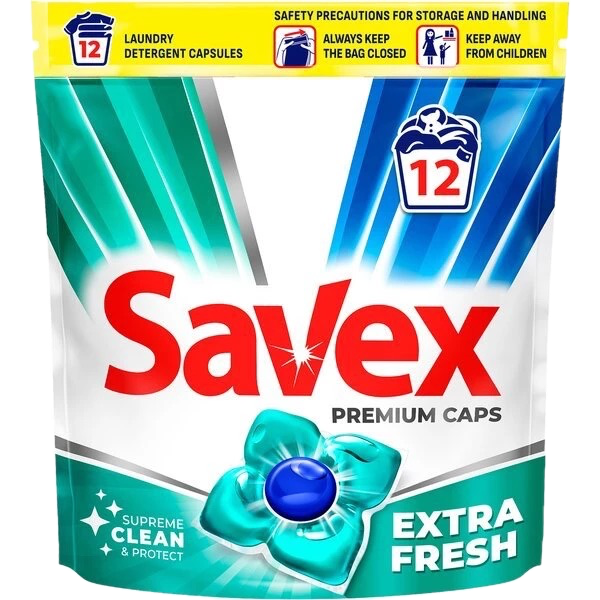 12
LAUNDRY
DETERGENT CAPSULES
SAFETY PRECAUTIONS FOR STORAGE AND HANDLING
ALWAYS KEEP
THE BAG CLOSED
KEEP AWAY
FROM CHILDREN
12
Savex
PREMIUM CAPS
SUPREME
CLEAN
& PROTECT
EXTRA
FRESH